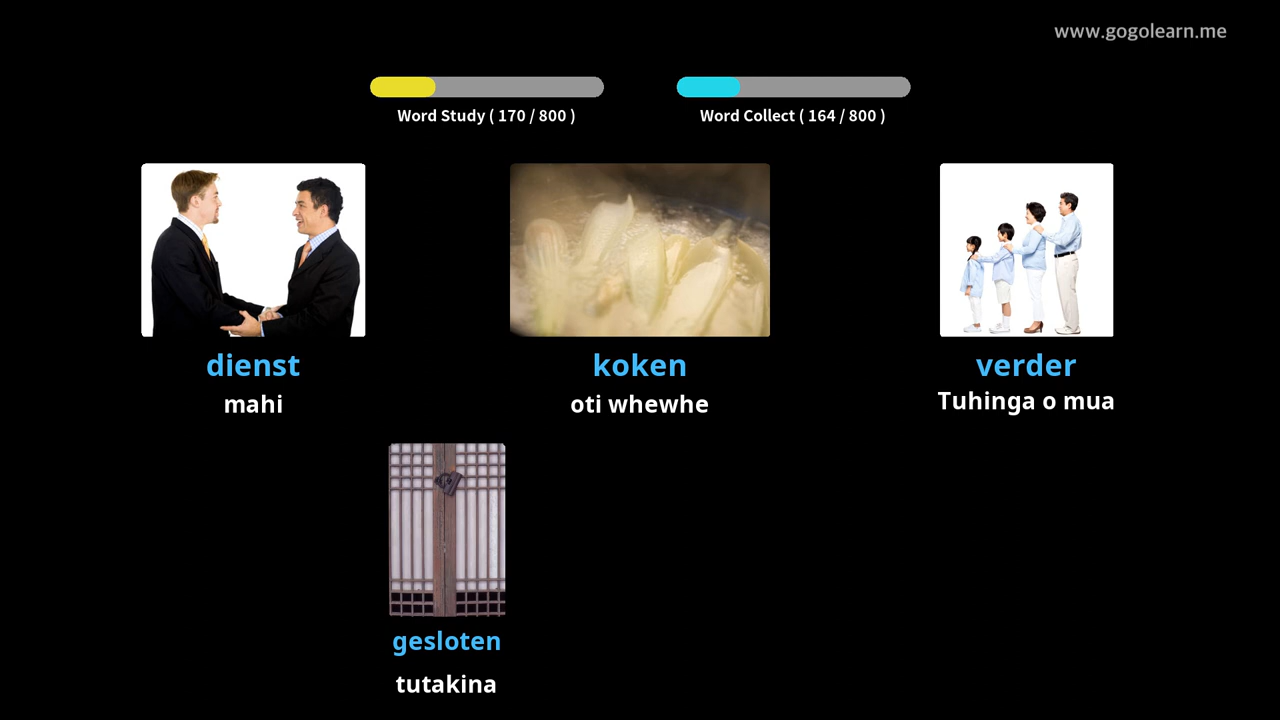 www.gogolearn.me
Word Study ( 170 / 800 )
Word Collect ( 164 / 800 )
dienst
mahi
koken
oti whewhe
verder
Tuhinga o mua
gesloten
tutakina